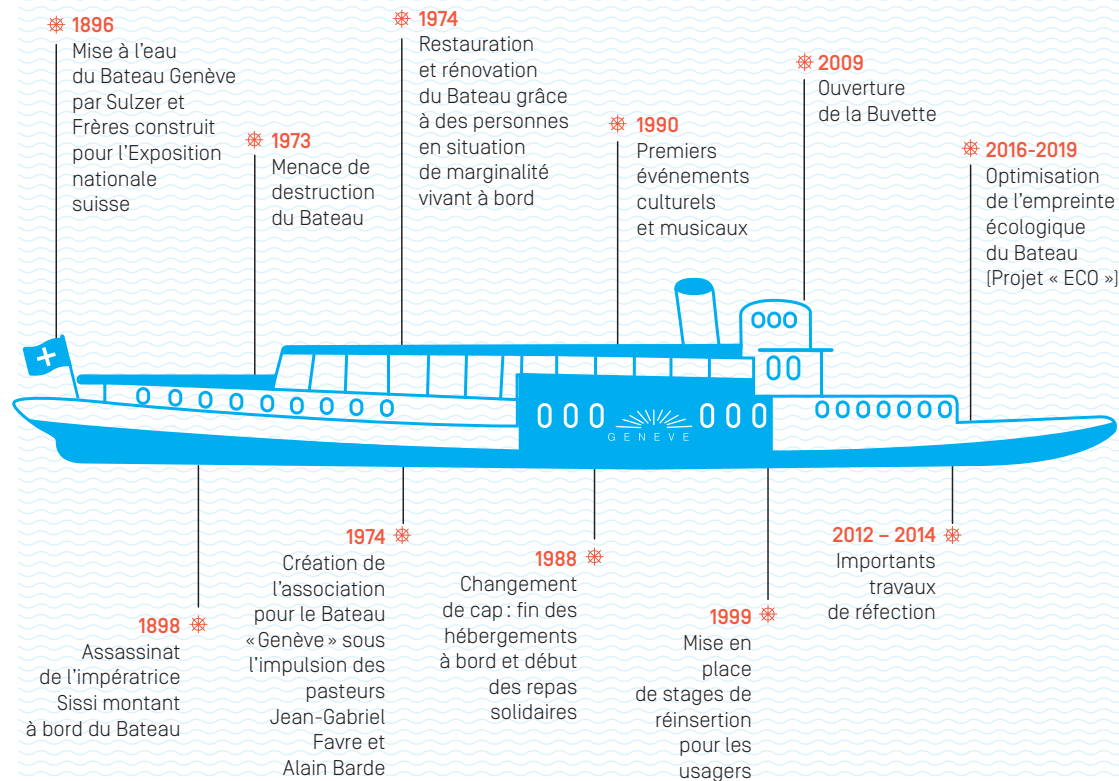 1896
Mise à l’eau
du Bateau Genève
par Sulzer et
Frères construit
pour l’Exposition
nationale
suisse
1973
Menace de
destruction
du Bateau
1974
Restauration
et rénovation
du Bateau grâce
à des personnes
en situation
de marginalité
vivant à bord
1990
Premiers
événements
culturels
et musicaux
2009
Ouverture
de la Buvette
2016-2019
Optimisation
de l’empreinte
écologique
du Bateau
(Projet « ECO »)
GENEVE
1898
Assassinat
de l’impératrice
Sissi montant
à bord du Bateau
1974
Création de
l’association
pour le Bateau
« Genève » sous
l’impulsion des
pasteurs
Jean-Gabriel
Favre et
Alain Barde
1988
Changement
de cap : fin des
hébergements
à bord et début
des repas
solidaires
1999
Mise en
place
de stages de
réinsertion
pour les
usagers
2012 – 2014
Importants
travaux
de réfection